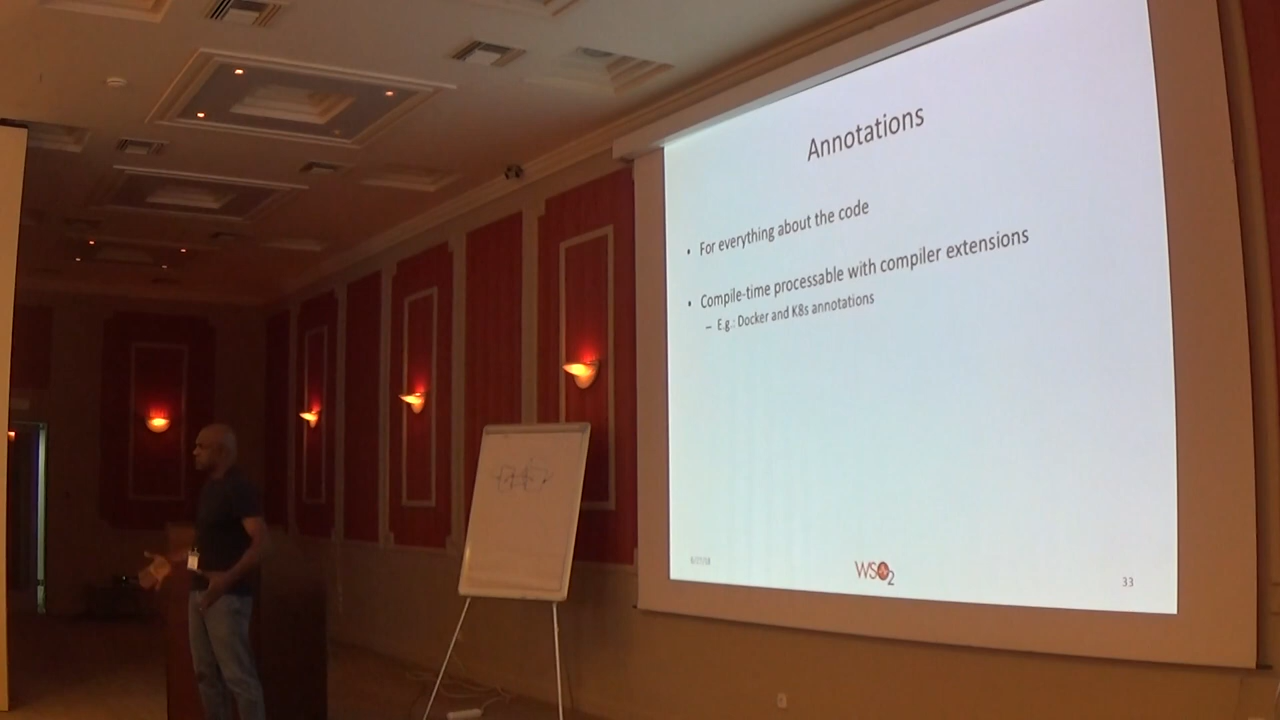 Annotations
• For everything about the code
• Compile-time processable with compiler extensions
– E.g.: Docker and K8s annotations
WSO2
33